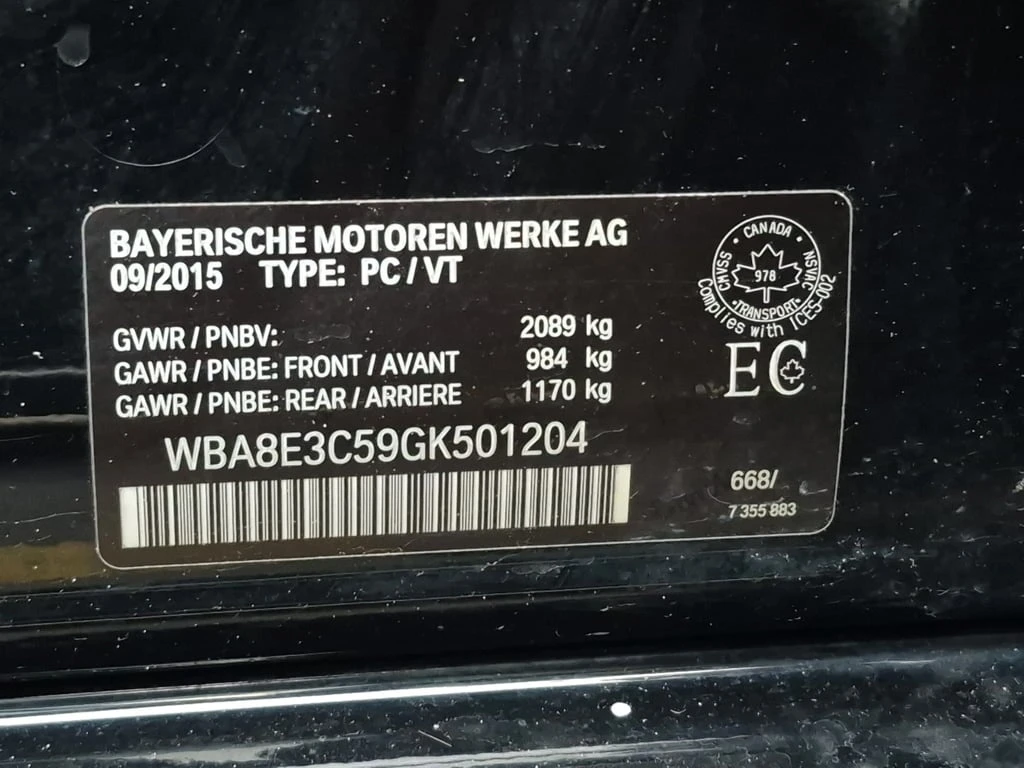 BAYERISCHE MOTOREN WERKE AG
09/2015 TYPE: PC / VT
GVWR / PNBV: 2089 kg
GAWR / PNBE: FRONT / AVANT 984 kg
GAWR / PNBE: REAR / ARRIERE 1170 kg
WBA8E3C59GK501204
CANADA
CMVSS
NSVAC
978
TRANSPORT
Complies with ICES-002
EC
668/
7 355 883